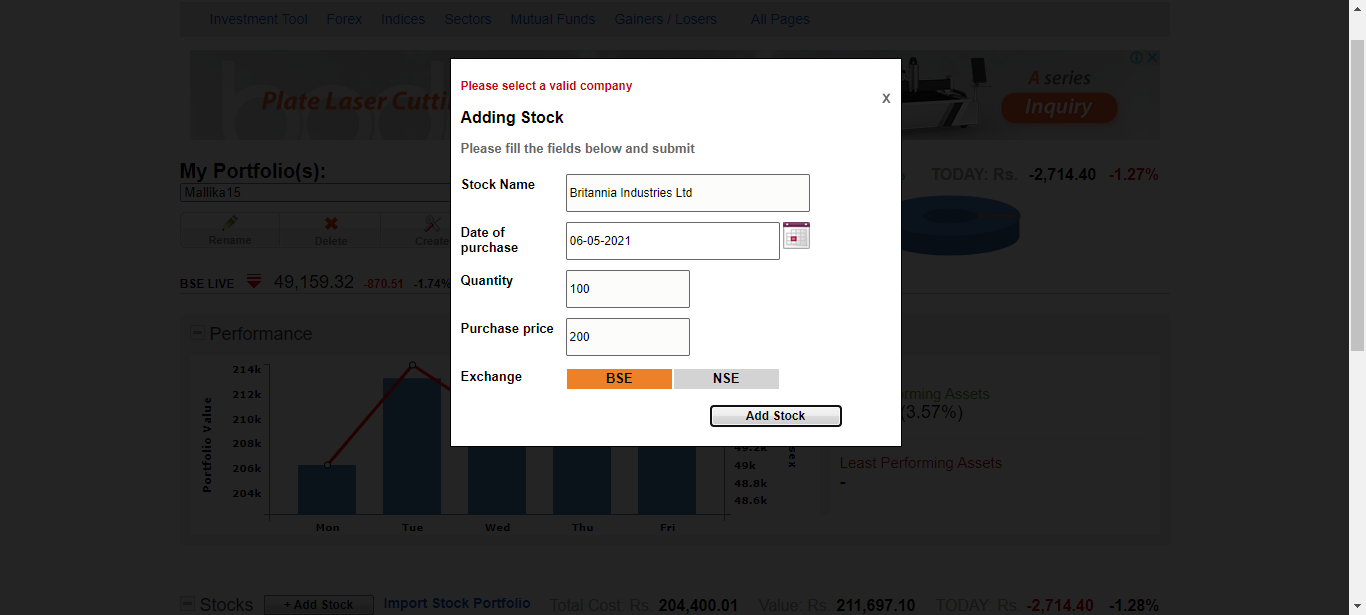 Investment Tool Forex Indices Sectors Mutual Funds Gainers / Losers All Pages
Plate Laser Cutti
A series
Inquiry
Please select a valid company
X
Adding Stock
Please fill the fields below and submit
Stock Name Britannia Industries Ltd
Date of
purchase
06-05-2021
Quantity 100
Purchase price 200
Exchange BSE NSE
Add Stock
My Portfolio(s):
Mallika15
Rename Delete Create
TODAY: Rs. -2,714.40 -1.27%
BSE LIVE 49,159.32 -870.51 -1.74%
Performance
Portfolio Value
214k
212k
210k
208k
206k
204k
Mon Tue Wed Thu Fri
49.2k
49k
48.8k
48.6k
sex
ming Assets
(3.57%)
Least Performing Assets
-
Stocks + Add Stock Import Stock Portfolio Total Cost: Rs. 204,400.01 Value: Rs. 211,697.10 TODAY: Rs. -2,714.40 -1.28%